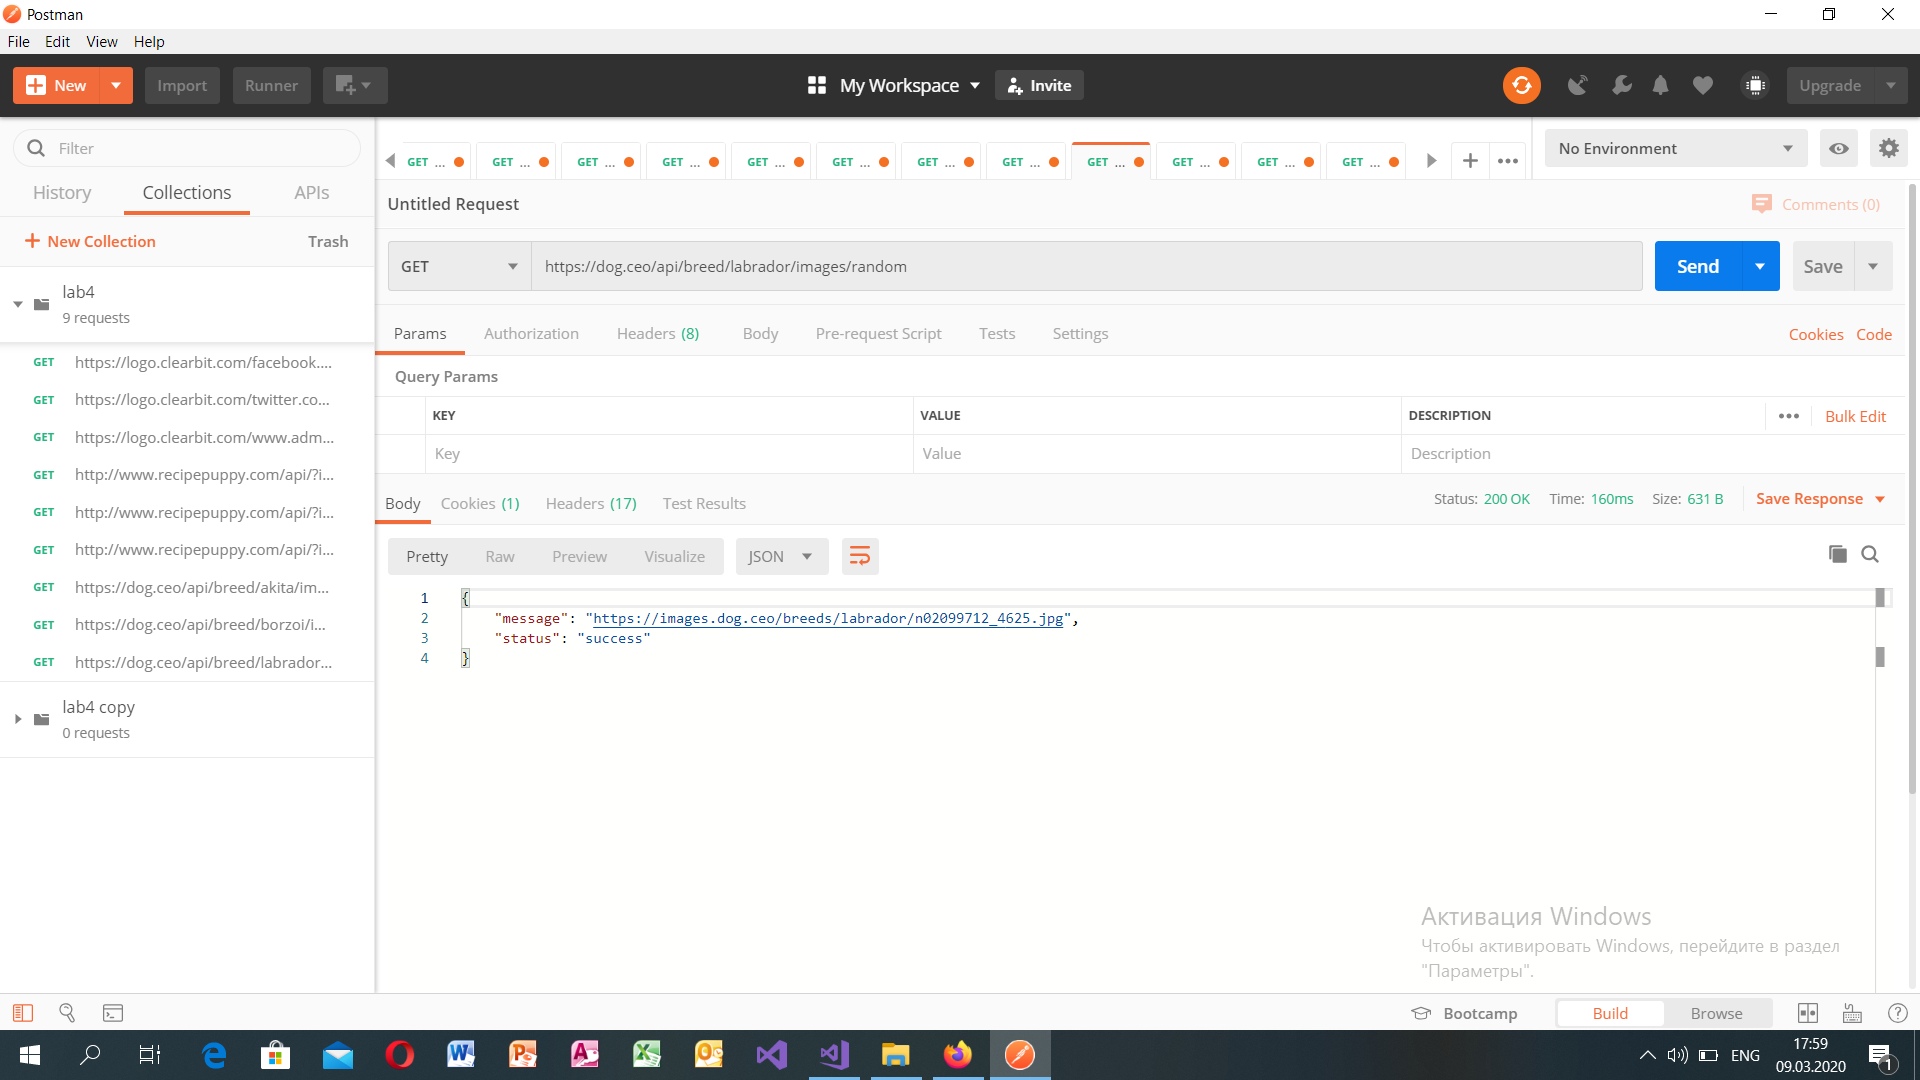 Postman
File Edit View Help
New Import Runner My Workspace Invite Upgrade
Filter
History Collections APIs
New Collection Trash
lab4
9 requests
GET https://logo.clearbit.com/facebook....
GET https://logo.clearbit.com/twitter.co...
GET https://logo.clearbit.com/www.adm...
GET http://www.recipepuppy.com/api/?i...
GET http://www.recipepuppy.com/api/?i...
GET http://www.recipepuppy.com/api/?i...
GET https://dog.ceo/api/breed/akita/im...
GET https://dog.ceo/api/breed/borzoi/i...
GET https://dog.ceo/api/breed/labrador...
lab4 copy
0 requests
GET ... GET ... GET ... GET ... GET ... GET ... GET ... GET ... GET ... GET ... GET ... GET ...
No Environment
Untitled Request Comments (0)
GET https://dog.ceo/api/breed/labrador/images/random Send Save
Params Authorization Headers (8) Body Pre-request Script Tests Settings Cookies Code
Query Params
KEY VALUE DESCRIPTION ••• Bulk Edit
Key Value Description
Body Cookies (1) Headers (17) Test Results Status: 200 OK Time: 160ms Size: 631 B Save Response
Pretty Raw Preview Visualize JSON
1 {
2 "message": "https://images.dog.ceo/breeds/labrador/n02099712_4625.jpg",
3 "status": "success"
4 }
Активация Windows
Чтобы активировать Windows, перейдите в раздел
"Параметры".
Bootcamp Build Browse
ENG 17:59
09.03.2020
1